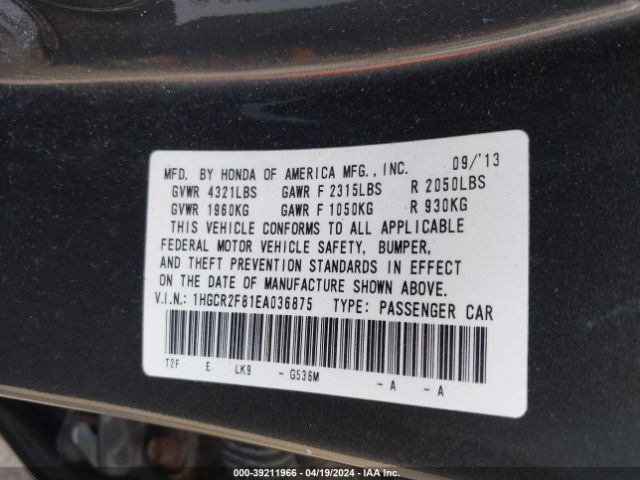 MFD. BY HONDA OF AMERICA MFG., INC. 09/'13
GVWR 4321LBS GAWR F 2315LBS R 2050LBS
GVWR 1960KG GAWR F 1050KG R 930KG
THIS VEHICLE CONFORMS TO ALL APPLICABLE
FEDERAL MOTOR VEHICLE SAFETY, BUMPER,
AND THEFT PREVENTION STANDARDS IN EFFECT
ON THE DATE OF MANUFACTURE SHOWN ABOVE.
V.I.N.: 1HGCR2F81EA036875 TYPE: PASSENGER CAR
T2F E LK9 - G536M - A - A
000-39211966 - 04/19/2024 - IAA Inc.